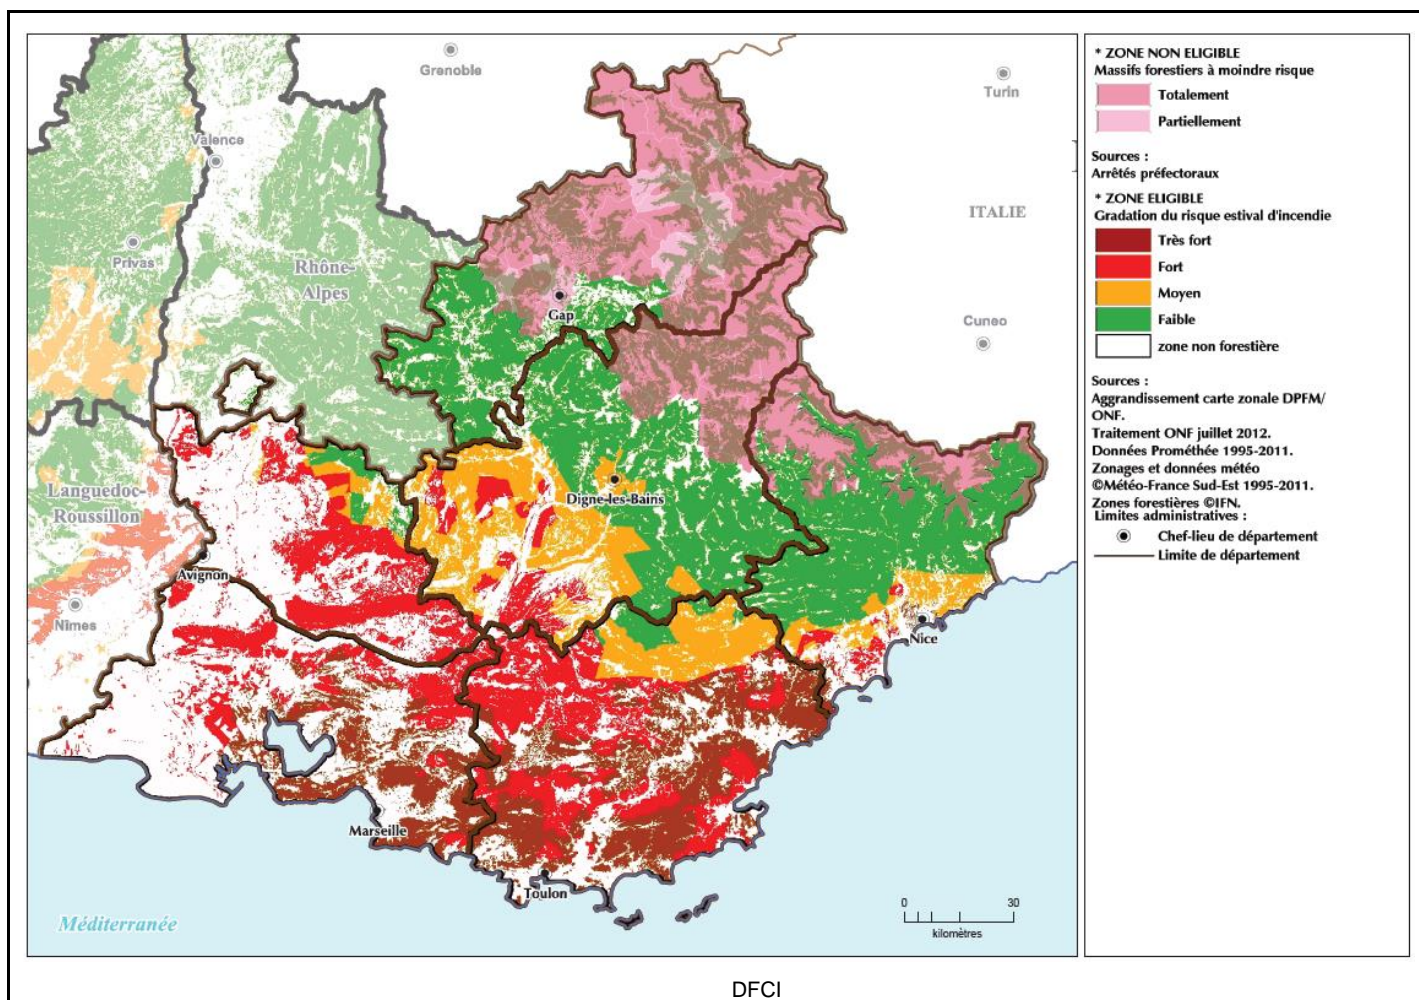 Grenoble
Turin
Valence
ITALIE
Privas
Rhône-
Alpes
Gap
Cuneo
Languedoc-
Roussillon
Digne-les-Bains
Avignon
Nîmes
Nice
Marseille
Toulon
Méditerranée
0 30
kilomètres
* ZONE NON ELIGIBLE
Massifs forestiers à moindre risque
Totalement
Partiellement
Sources :
Arrêtés préfectoraux
* ZONE ELIGIBLE
Gradation du risque estival d'incendie
Très fort
Fort
Moyen
Faible
zone non forestière
Sources :
Aggrandissement carte zonale DPFM/
ONF.
Traitement ONF juillet 2012.
Données Prométhée 1995-2011.
Zonages et données météo
©Météo-France Sud-Est 1995-2011.
Zones forestières ©IFN.
Limites administratives :
Chef-lieu de département
Limite de département
DFCI